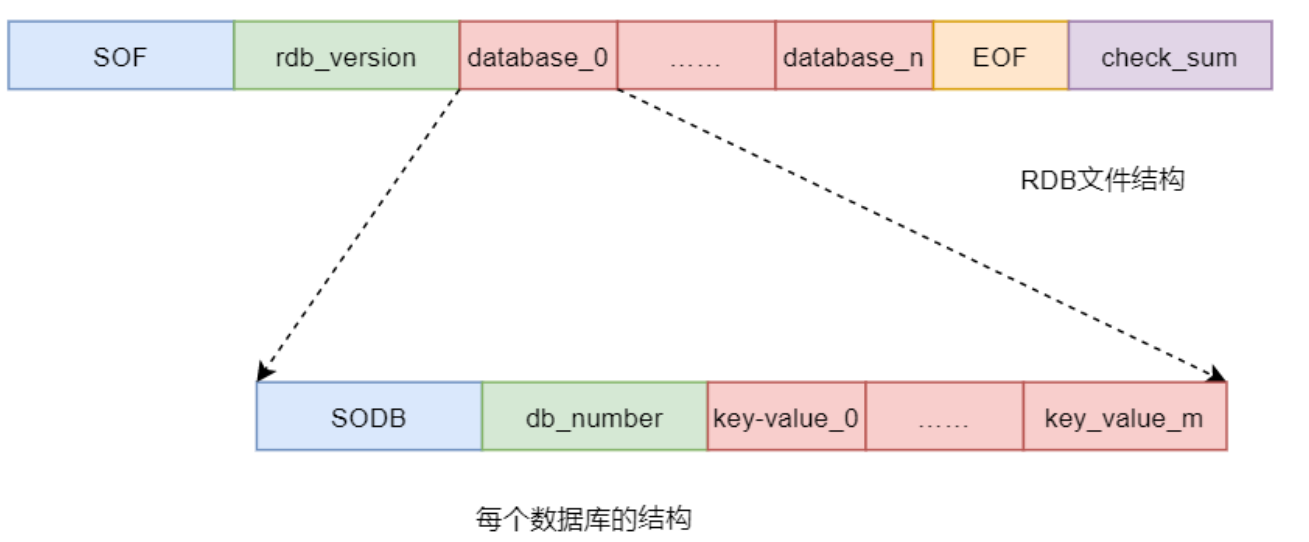 SOF rdb_version database_0 …… database_n EOF check_sum
RDB文件结构
SODB db_number key-value_0 …… key_value_m
每个数据库的结构